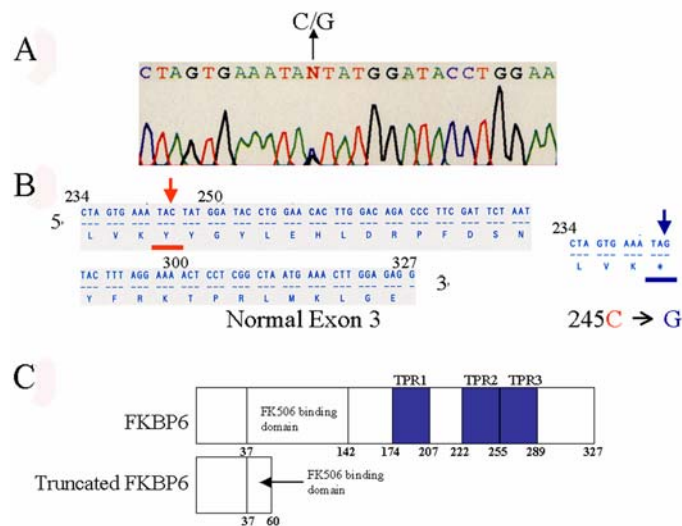 C/G
A
CTAGTGAAATANTATGGATACCTGGAA
B
234 250
5' CTA GTG AAA TAC TAT GGA TAC CTG GAA CAC TTG GAC AGA CCC TTC GAT TCT AAT
L V K Y Y G Y L E H L D R P F D S N
300 327
TAC TTT AGG AAA ACT CCT CGG CTA ATG AAA CTT GGA GAG G 3'
Y F R K T P R L M K L G E
Normal Exon 3
234
CTA GTG AAA TAG
L V K *
245C → G
C
TPR1 TPR2 TPR3
FKBP6
FK506 binding
domain
37 142 174 207 222 255 289 327
Truncated FKBP6
FK506 binding
domain
37 60